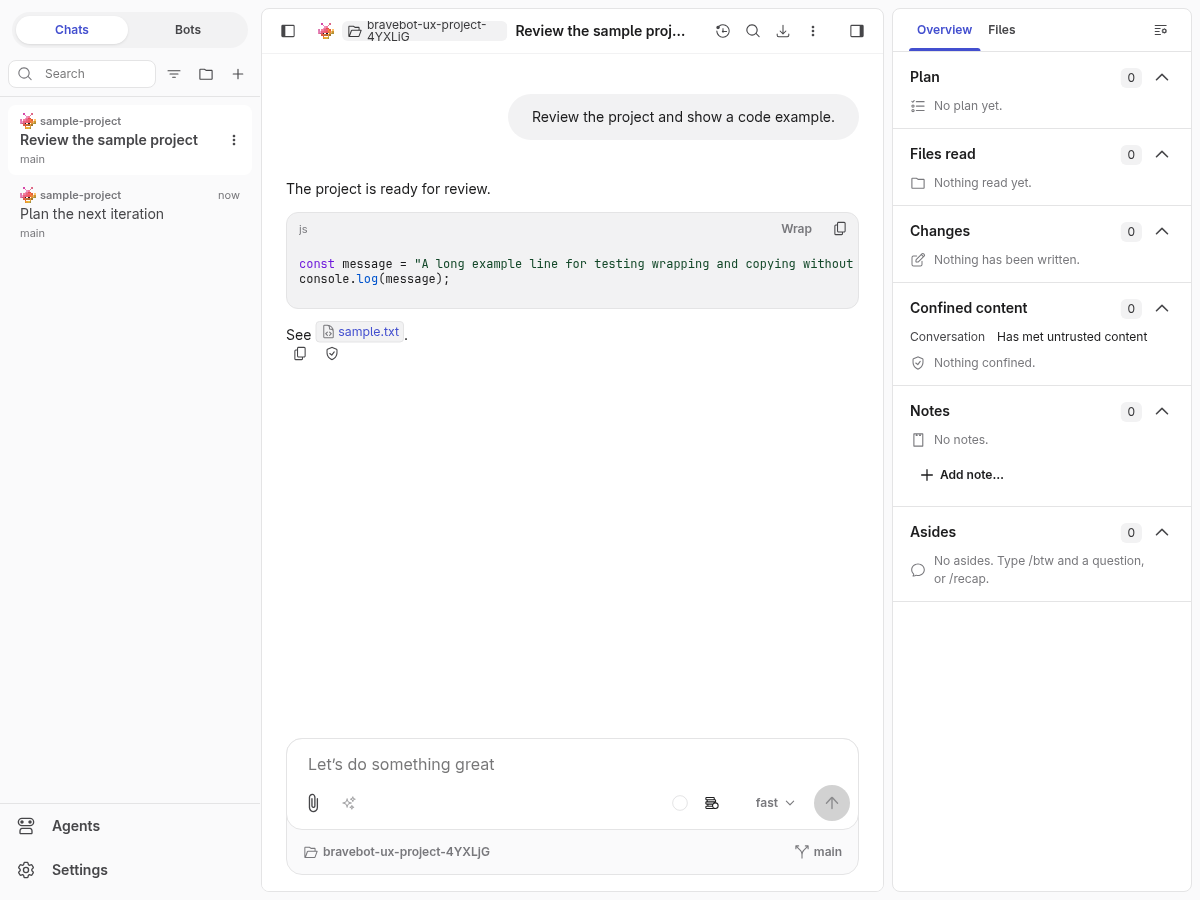 Chats
Bots
Search
sample-project
Review the sample project
main
sample-project
now
Plan the next iteration
main
Agents
Settings
bravebot-ux-project-4YXLjG
Review the sample proj...
Review the project and show a code example.
The project is ready for review.
js
Wrap
const message = "A long example line for testing wrapping and copying without
console.log(message);
See sample.txt.
Let's do something great
fast
bravebot-ux-project-4YXLjG
main
Overview
Files
Plan
0
No plan yet.
Files read
0
Nothing read yet.
Changes
0
Nothing has been written.
Confined content
0
Conversation Has met untrusted content
Nothing confined.
Notes
0
No notes.
Add note...
Asides
0
No asides. Type /btw and a question,
or /recap.